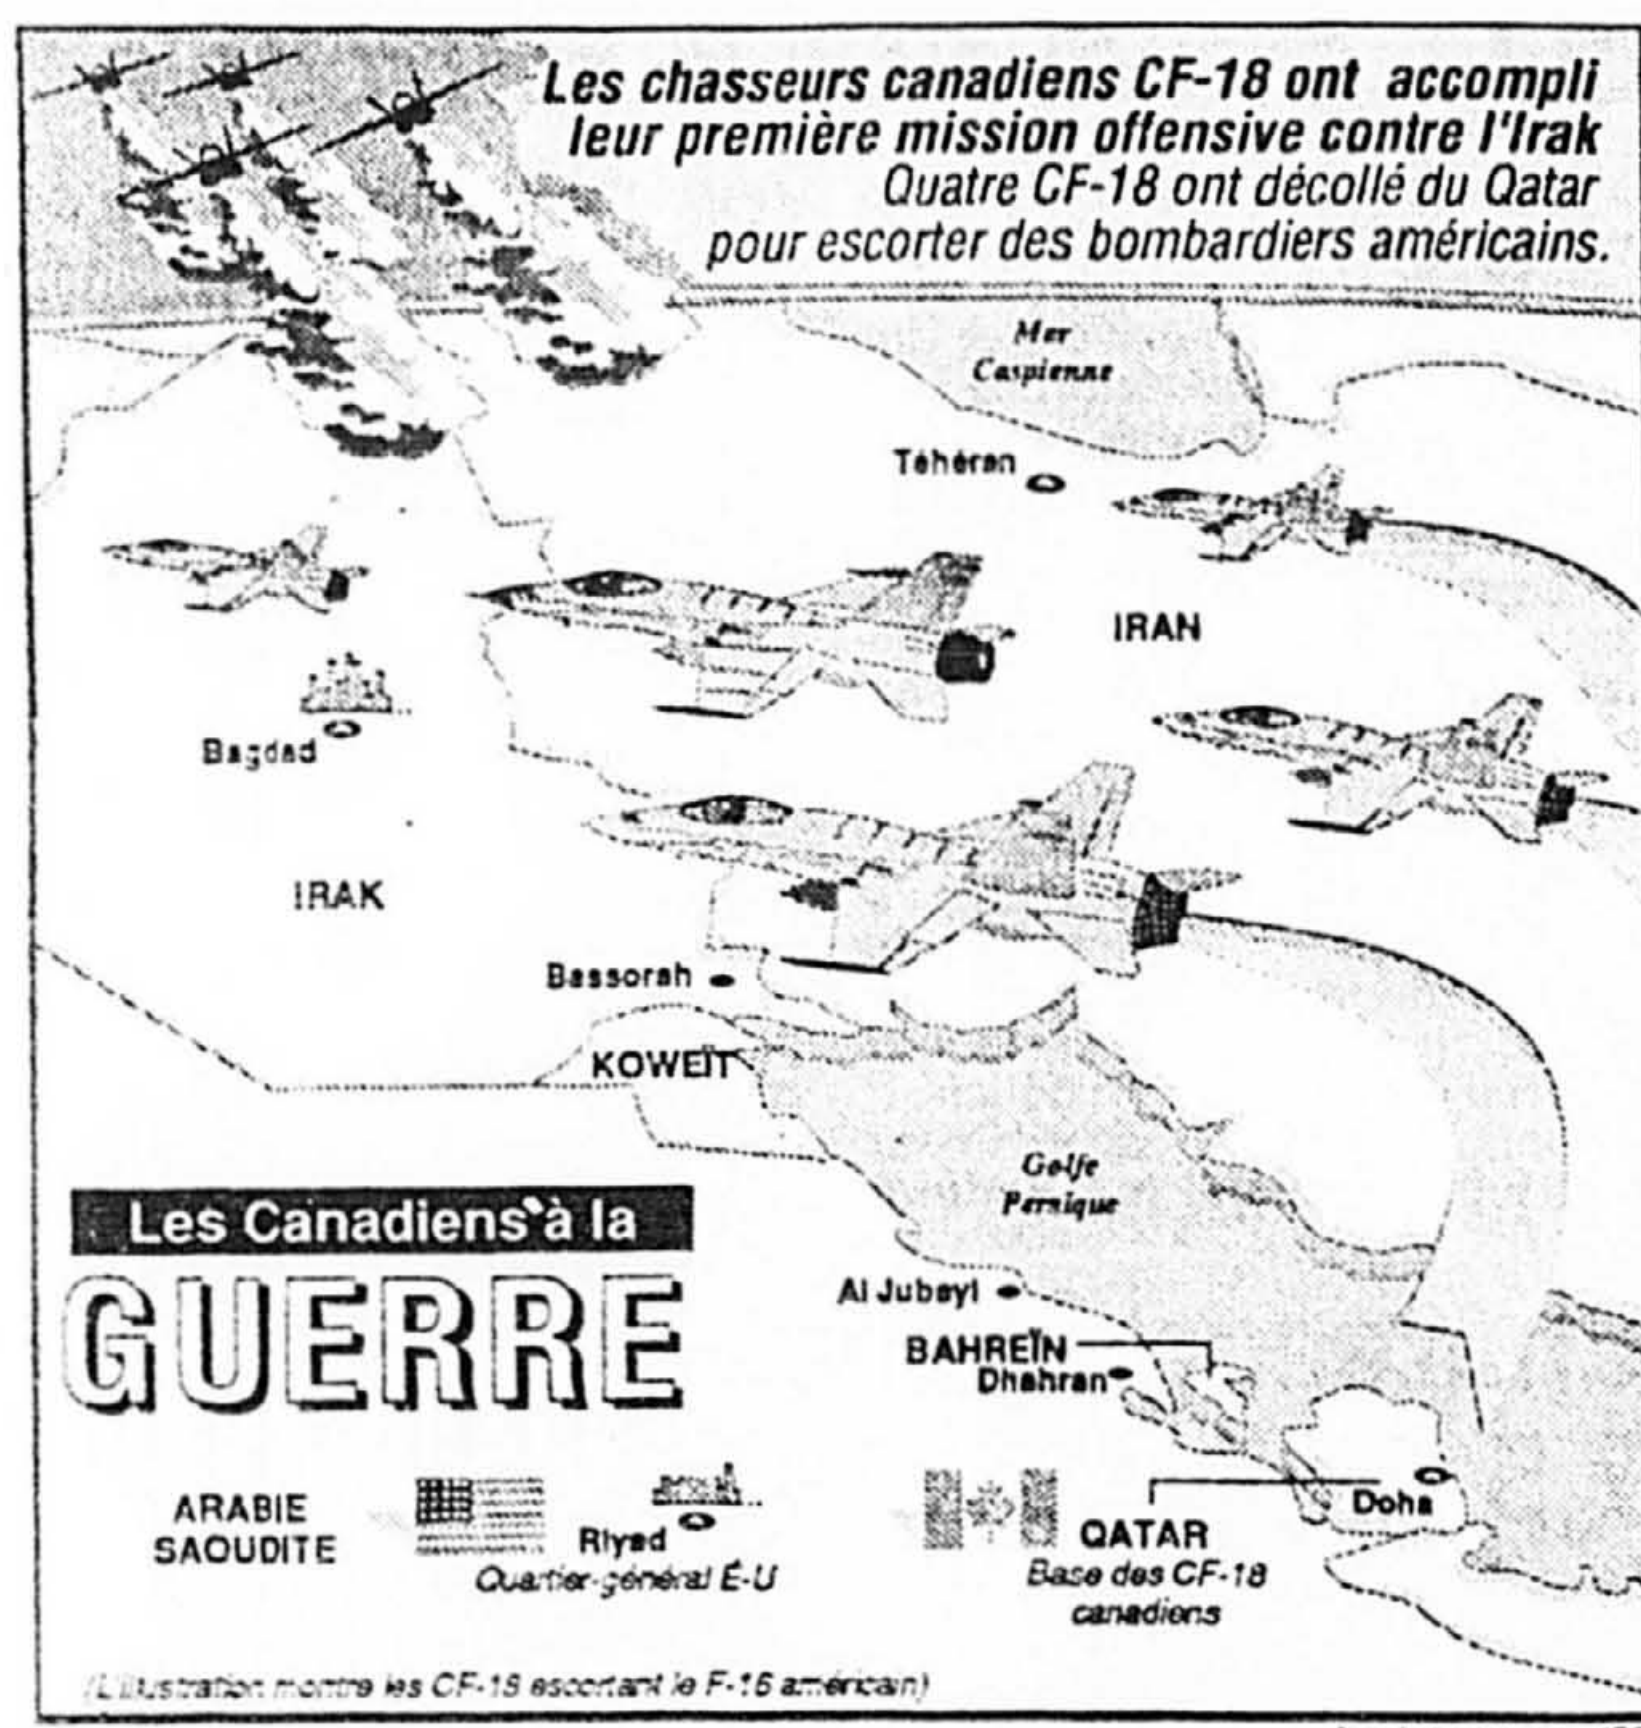 Les chasseurs canadiens CF-18 ont accompli
leur première mission offensive contre l'Irak
Quatre CF-18 ont décollé du Qatar
pour escorter des bombardiers américains.
Mer
Caspienne
Téhéran
IRAN
Bagdad
IRAK
Bassorah
KOWEÏT
Golfe
Persique
Les Canadiens à la
GUERRE
Al Jubayl
BAHREÏN
Dhahran
ARABIE
SAOUDITE
Riyad
Quartier-général É-U
Doha
QATAR
Base des CF-18
canadiens
(L'illustration montre les CF-18 escortant le F-16 américain)